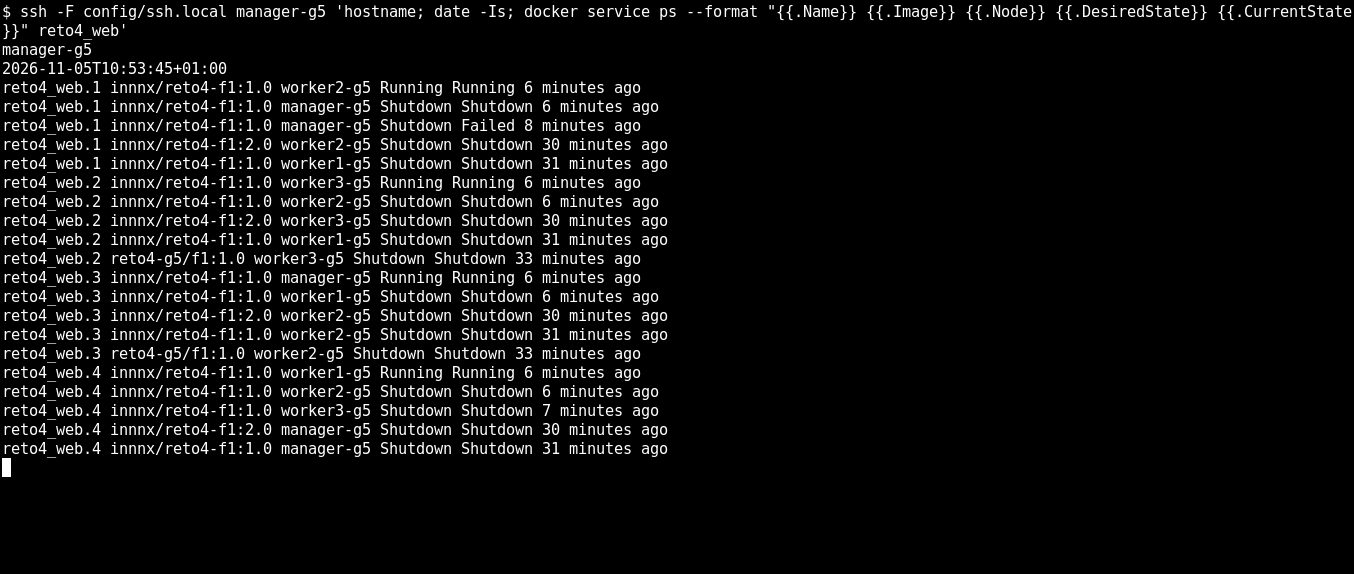 $ ssh -F config/ssh.local manager-g5 'hostname; date -Is; docker service ps --format "{{.Name}} {{.Image}} {{.Node}} {{.DesiredState}} {{.CurrentState
}}" reto4_web'
manager-g5
2026-11-05T10:53:45+01:00
reto4_web.1 innnx/reto4-f1:1.0 worker2-g5 Running Running 6 minutes ago
reto4_web.1 innnx/reto4-f1:1.0 manager-g5 Shutdown Shutdown 6 minutes ago
reto4_web.1 innnx/reto4-f1:1.0 manager-g5 Shutdown Failed 8 minutes ago
reto4_web.1 innnx/reto4-f1:2.0 worker2-g5 Shutdown Shutdown 30 minutes ago
reto4_web.1 innnx/reto4-f1:1.0 worker1-g5 Shutdown Shutdown 31 minutes ago
reto4_web.2 innnx/reto4-f1:1.0 worker3-g5 Running Running 6 minutes ago
reto4_web.2 innnx/reto4-f1:1.0 worker2-g5 Shutdown Shutdown 6 minutes ago
reto4_web.2 innnx/reto4-f1:2.0 worker3-g5 Shutdown Shutdown 30 minutes ago
reto4_web.2 innnx/reto4-f1:1.0 worker1-g5 Shutdown Shutdown 31 minutes ago
reto4_web.2 reto4-g5/f1:1.0 worker3-g5 Shutdown Shutdown 33 minutes ago
reto4_web.3 innnx/reto4-f1:1.0 manager-g5 Running Running 6 minutes ago
reto4_web.3 innnx/reto4-f1:1.0 worker1-g5 Shutdown Shutdown 6 minutes ago
reto4_web.3 innnx/reto4-f1:2.0 worker2-g5 Shutdown Shutdown 30 minutes ago
reto4_web.3 innnx/reto4-f1:1.0 worker2-g5 Shutdown Shutdown 31 minutes ago
reto4_web.3 reto4-g5/f1:1.0 worker2-g5 Shutdown Shutdown 33 minutes ago
reto4_web.4 innnx/reto4-f1:1.0 worker1-g5 Running Running 6 minutes ago
reto4_web.4 innnx/reto4-f1:1.0 worker2-g5 Shutdown Shutdown 6 minutes ago
reto4_web.4 innnx/reto4-f1:1.0 worker3-g5 Shutdown Shutdown 7 minutes ago
reto4_web.4 innnx/reto4-f1:2.0 manager-g5 Shutdown Shutdown 30 minutes ago
reto4_web.4 innnx/reto4-f1:1.0 manager-g5 Shutdown Shutdown 31 minutes ago